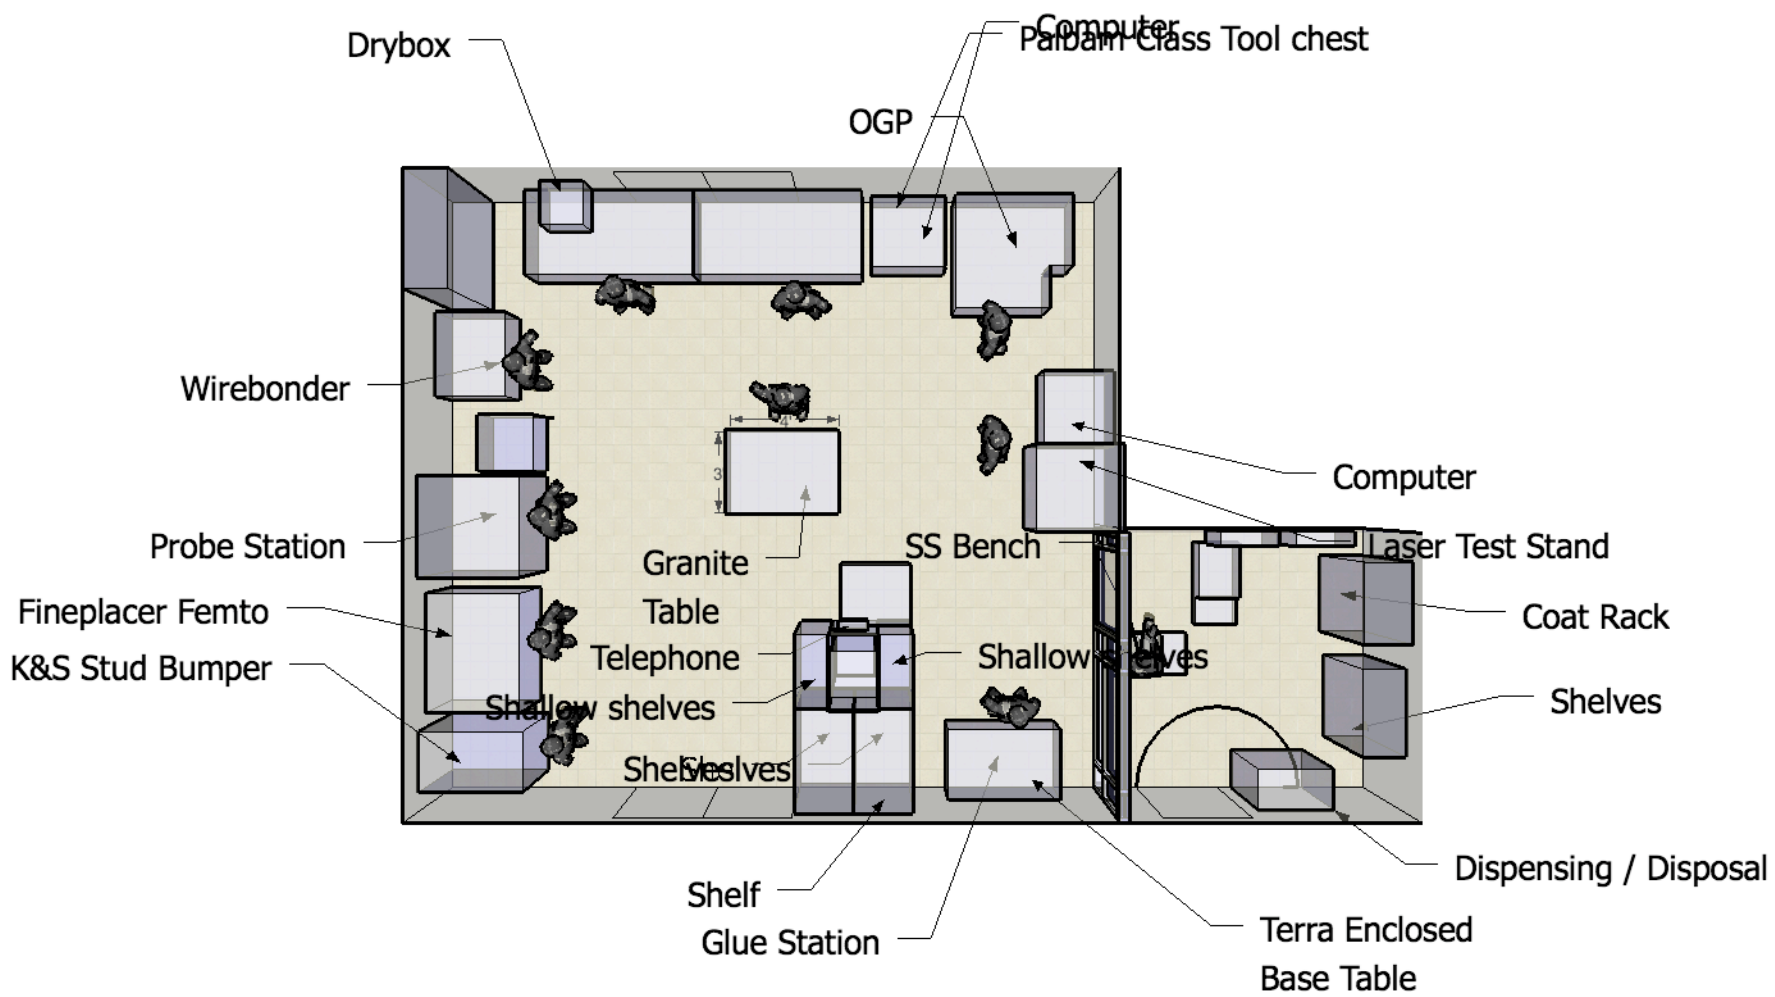 Computer
Drybox
Palbam Class Tool chest
OGP
4'
Wirebonder
3'
Computer
Probe Station
SS Bench
Laser Test Stand
Granite
Table
Fineplacer Femto
Coat Rack
Telephone
Shallow shelves
K&S Stud Bumper
Shallow shelves
Shelves
Shelves
Shelves
Dispensing / Disposal
Shelf
Glue Station
Terra Enclosed
Base Table